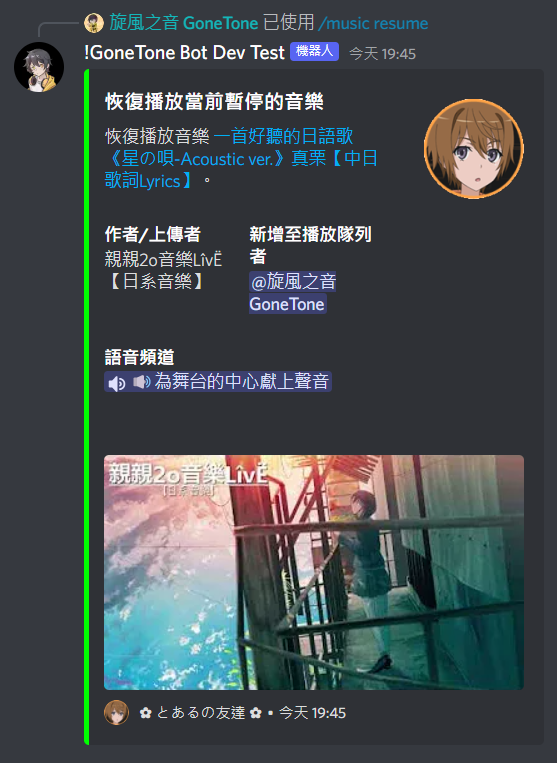 旋風之音 GoneTone 已使用 /music resume
!GoneTone Bot Dev Test 機器人 今天 19:45
恢復播放當前暫停的音樂
恢復播放音樂 一首好聽的日語歌
《星の唄-Acoustic ver.》真栗【中日
歌詞Lyrics】。
作者/上傳者
親親2o音樂LîvË
【日系音樂】
新增至播放隊列
者
@旋風之音
GoneTone
語音頻道
為舞台的中心獻上聲音
親親2o音樂LîvË
【日系音樂】
✿ とあるの友達 ✿ • 今天 19:45